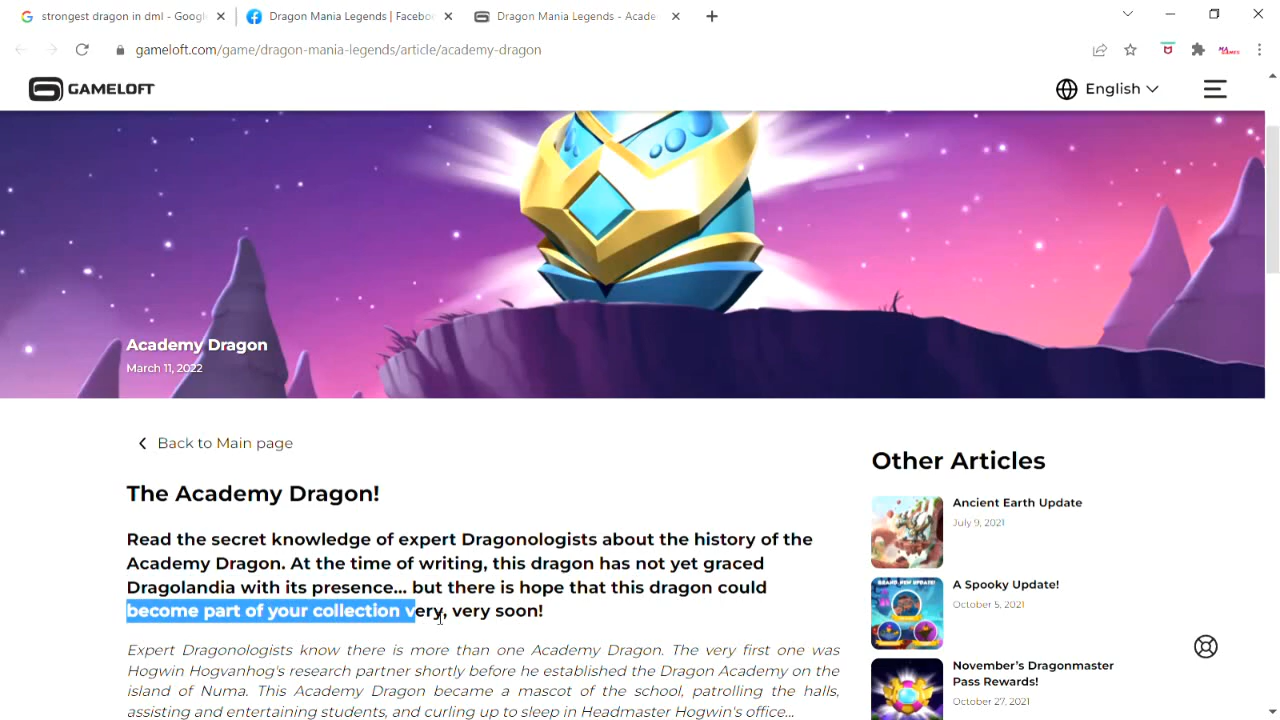 strongest dragon in dml - Googl
Dragon Mania Legends | Facebo
Dragon Mania Legends - Acade
gameloft.com/game/dragon-mania-legends/article/academy-dragon
GAMELOFT
English
Academy Dragon
March 11, 2022
Back to Main page
The Academy Dragon!
Read the secret knowledge of expert Dragonologists about the history of the
Academy Dragon. At the time of writing, this dragon has not yet graced
Dragolandia with its presence... but there is hope that this dragon could
become part of your collection very, very soon!
Expert Dragonologists know there is more than one Academy Dragon. The very first one was
Hogwin Hogvanhog's research partner shortly before he established the Dragon Academy on the
island of Numa. This Academy Dragon became a mascot of the school, patrolling the halls,
assisting and entertaining students, and curling up to sleep in Headmaster Hogwin's office...
Other Articles
Ancient Earth Update
July 9, 2021
A Spooky Update!
October 5, 2021
November's Dragonmaster
Pass Rewards!
October 27, 2021